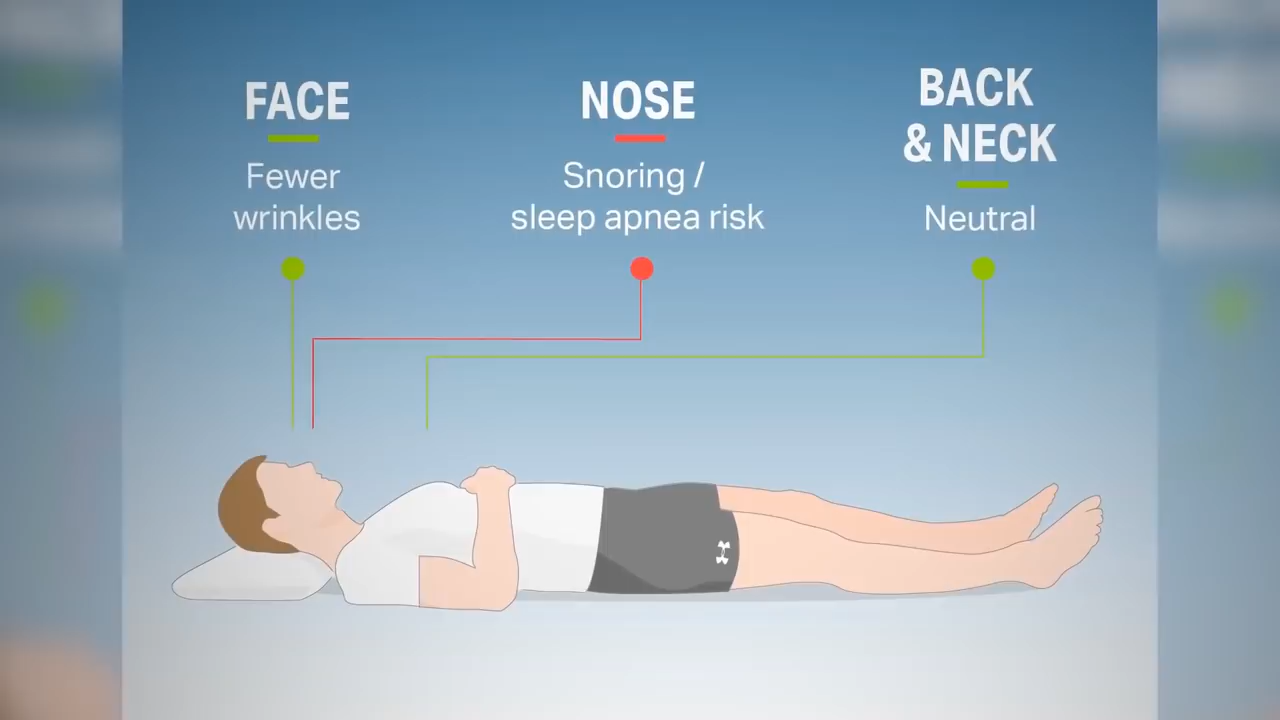 FACE
Fewer
wrinkles
NOSE
Snoring /
sleep apnea risk
BACK
& NECK
Neutral